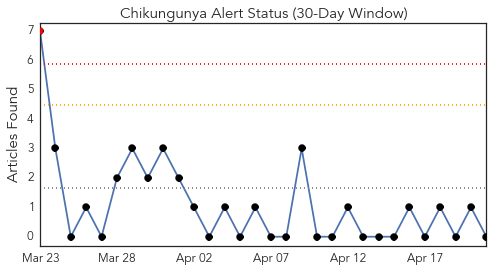 Chikungunya Alert Status (30-Day Window)
Articles Found
7
6
5
4
3
2
1
0
Mar 23 Mar 28 Apr 02 Apr 07 Apr 12 Apr 17